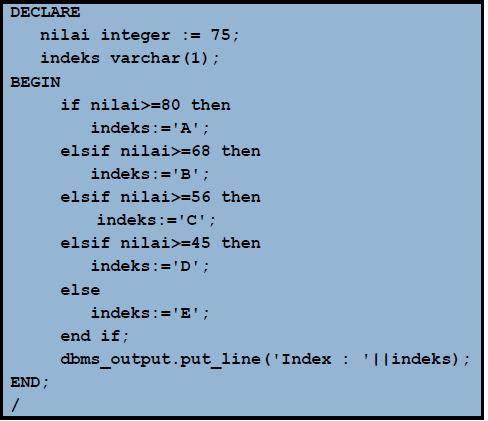 DECLARE
nilai integer := 75;
indeks varchar(1);
BEGIN
if nilai>=80 then
indeks:='A';
elsif nilai>=68 then
indeks:='B';
elsif nilai>=56 then
indeks:='C';
elsif nilai>=45 then
indeks:='D';
else
indeks:='E';
end if;
dbms_output.put_line('Index : '||indeks);
END;
/